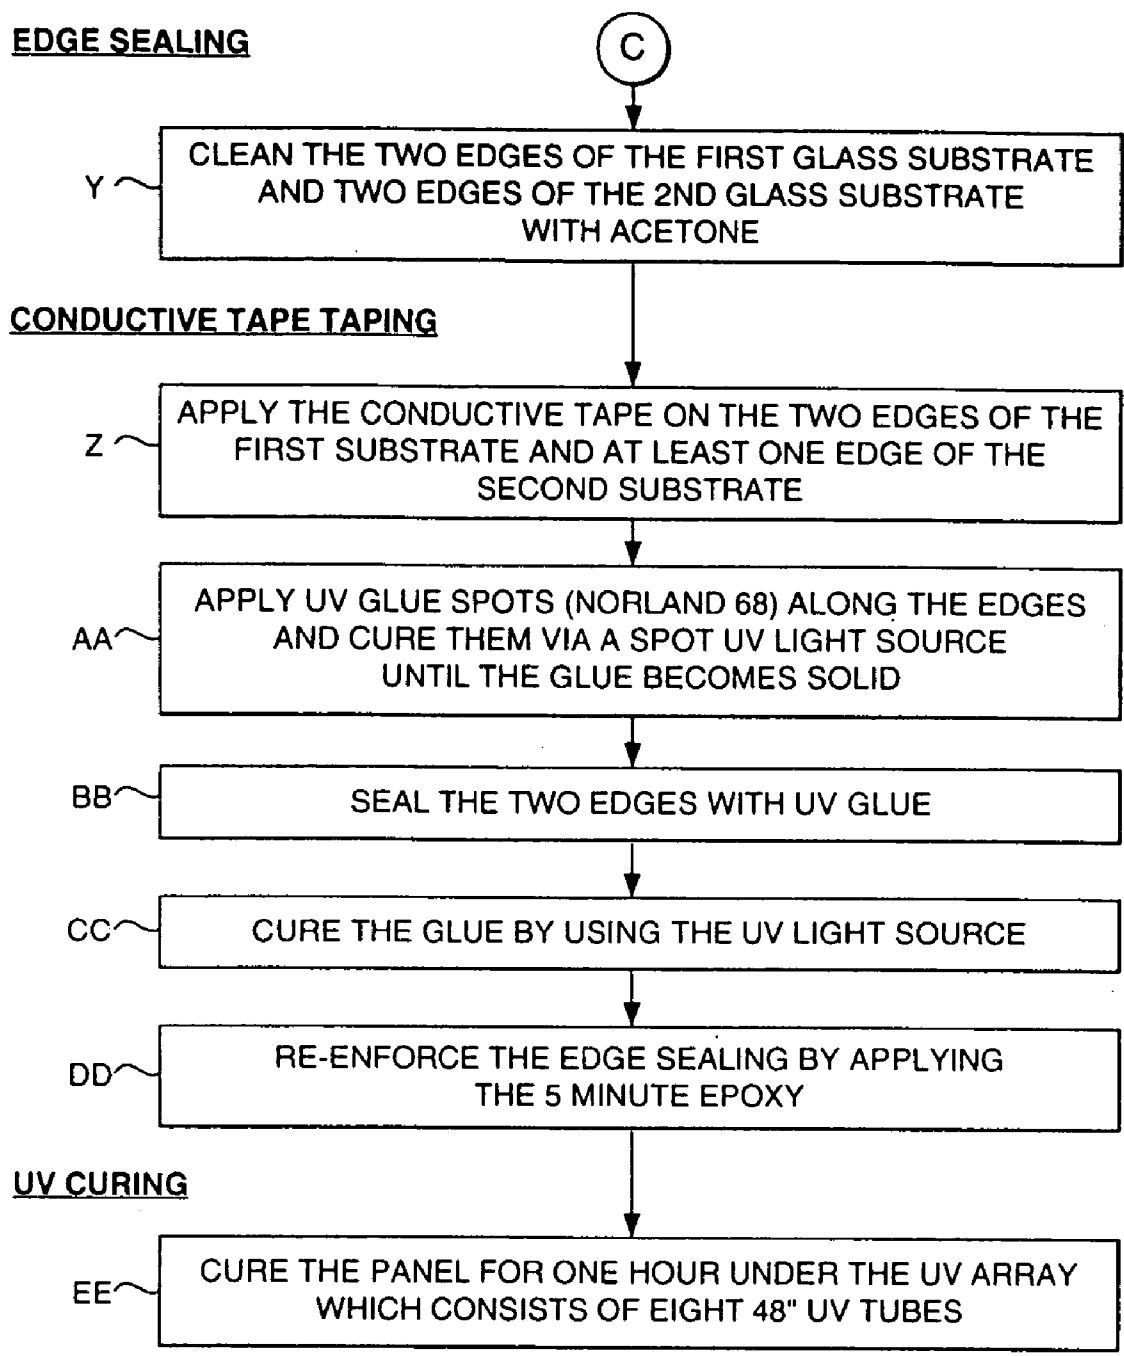 EDGE SEALING
C
Y
CLEAN THE TWO EDGES OF THE FIRST GLASS SUBSTRATE
AND TWO EDGES OF THE 2ND GLASS SUBSTRATE
WITH ACETONE
CONDUCTIVE TAPE TAPING
Z
APPLY THE CONDUCTIVE TAPE ON THE TWO EDGES OF THE
FIRST SUBSTRATE AND AT LEAST ONE EDGE OF THE
SECOND SUBSTRATE
AA
APPLY UV GLUE SPOTS (NORLAND 68) ALONG THE EDGES
AND CURE THEM VIA A SPOT UV LIGHT SOURCE
UNTIL THE GLUE BECOMES SOLID
BB
SEAL THE TWO EDGES WITH UV GLUE
CC
CURE THE GLUE BY USING THE UV LIGHT SOURCE
DD
RE-ENFORCE THE EDGE SEALING BY APPLYING
THE 5 MINUTE EPOXY
UV CURING
EE
CURE THE PANEL FOR ONE HOUR UNDER THE UV ARRAY
WHICH CONSISTS OF EIGHT 48" UV TUBES